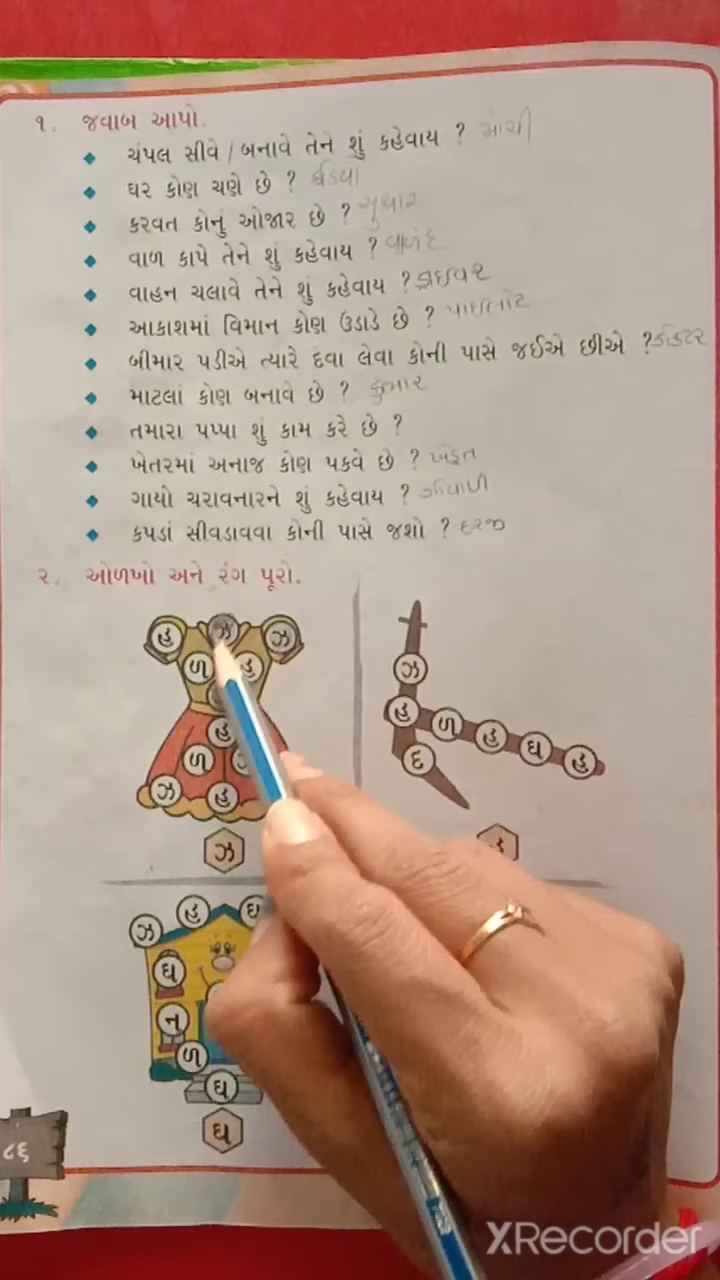 ૧. જવાબ આપો.
ચંપલ સીવે / બનાવે તેને શું કહેવાય ? મોચી
ઘર કોણ ચણે છે ? કડિયા
કરવત કોનું ઓજાર છે ? સુથાર
વાળ કાપે તેને શું કહેવાય ? વાળંદ
વાહન ચલાવે તેને શું કહેવાય ? ડ્રાઇવર
આકાશમાં વિમાન કોણ ઉડાડે છે ? પાઇલોટ
બીમાર પડીએ ત્યારે દવા લેવા કોની પાસે જઈએ છીએ ? ડૉકટર
માટલાં કોણ બનાવે છે ? કુંભાર
તમારા પપ્પા શું કામ કરે છે ?
ખેતરમાં અનાજ કોણ પકવે છે ? ખેડૂત
ગાયો ચરાવનારને શું કહેવાય ? ગોવાળ
કપડાં સીવડાવવા કોની પાસે જશો ? દરજી
૨. ઓળખો અને રંગ પૂરો.
હ ઝ ઝ
ળ હ
હ
ળ
ઝ હ
ઝ
ઝ
હ ળ હ ઘ હ
દ
ઝ હ ઘ
ઘ
ન
ળ
ઘ
ઘ
૮૬
XRecorder